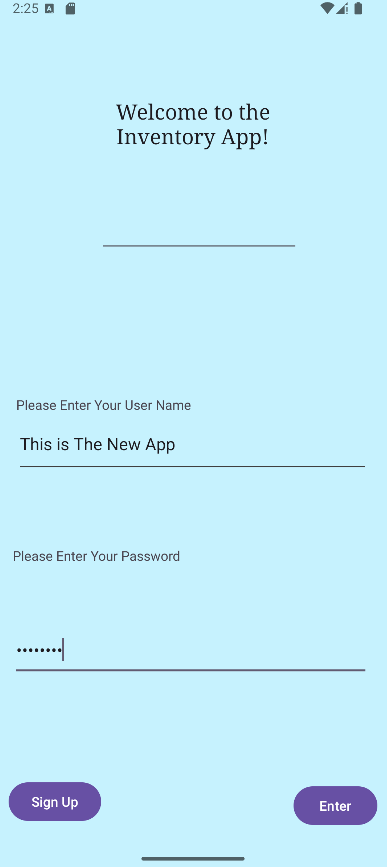 2:25
Welcome to the
Inventory App!
Please Enter Your User Name
This is The New App
Please Enter Your Password
••••••••
Sign Up
Enter